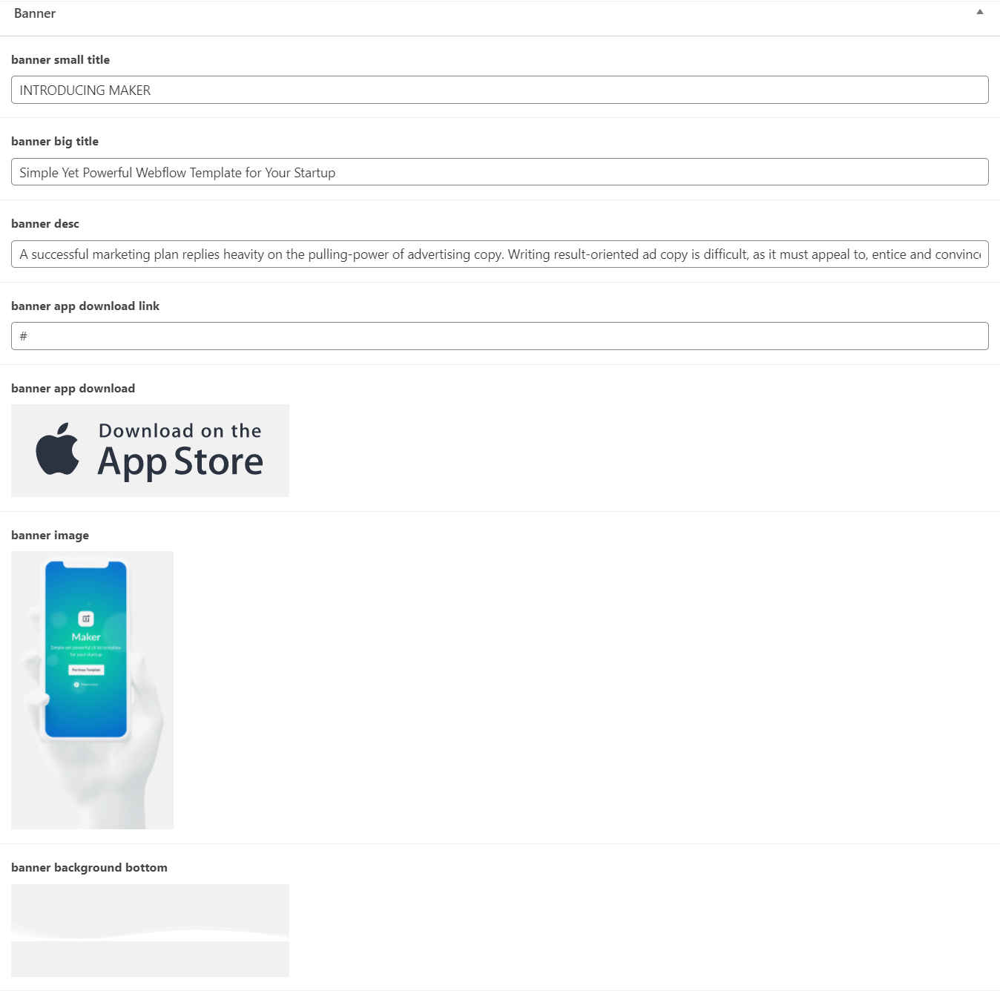 Banner
banner small title
INTRODUCING MAKER
banner big title
Simple Yet Powerful Webflow Template for Your Startup
banner desc
A successful marketing plan replies heavity on the pulling-power of advertising copy. Writing result-oriented ad copy is difficult, as it must appeal to, entice and convince
banner app download link
#
banner app download
Download on the
App Store
banner image
Maker
Simple yet powerful UI kit template
for your startup
Purchase Template
banner background bottom